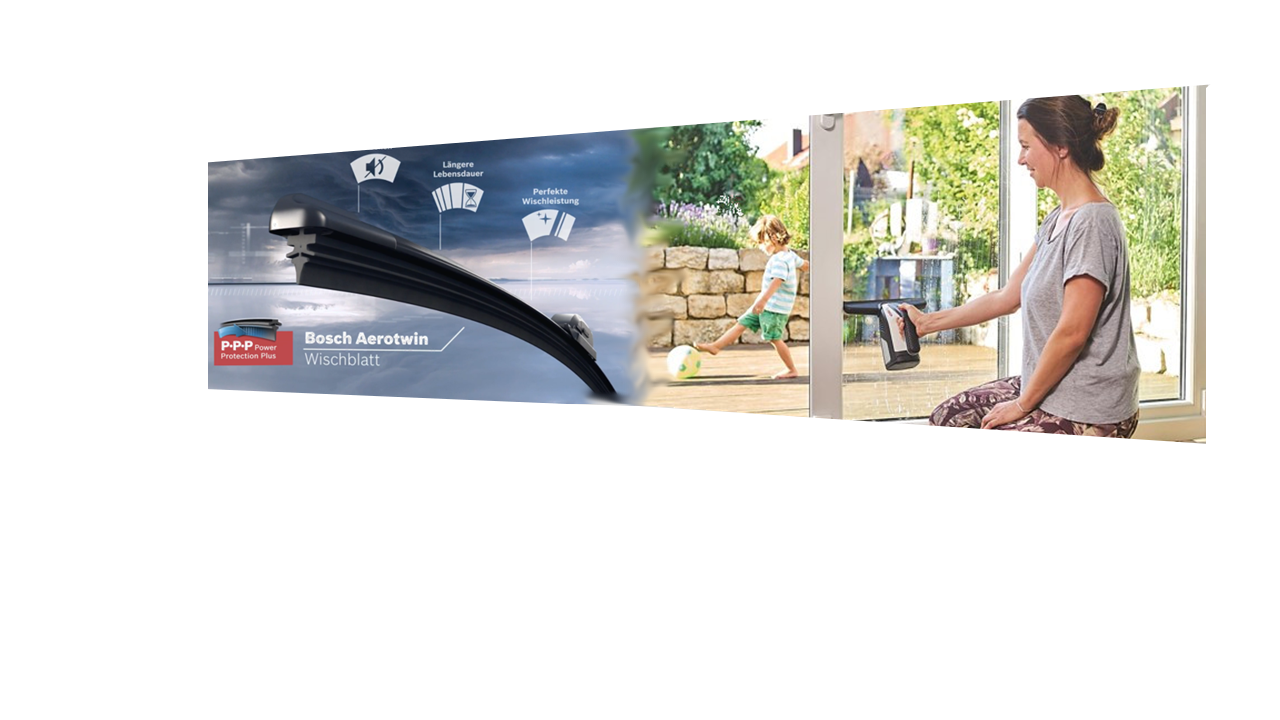 Längere
Lebensdauer
Perfekte
Wischleistung
P·P·P Power
Protection Plus
Bosch Aerotwin
Wischblatt